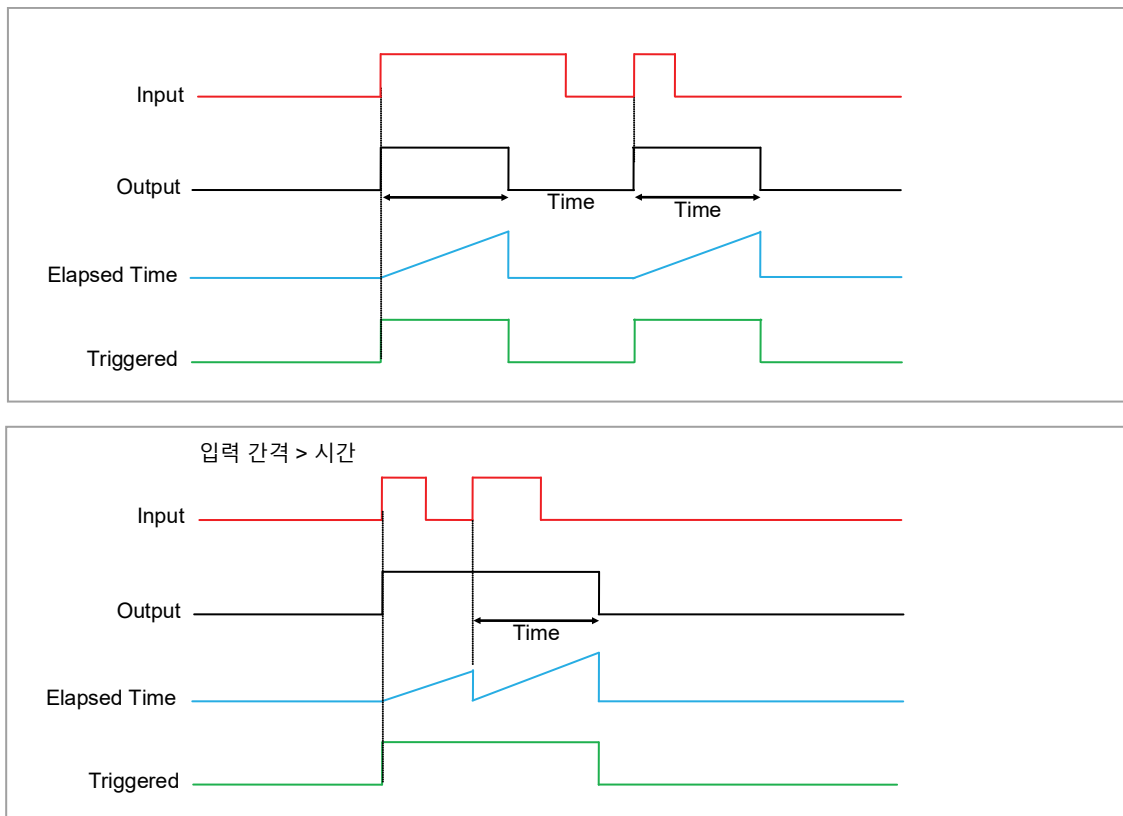 Input
Output
Time
Time
Elapsed Time
Triggered
입력 간격 > 시간
Input
Output
Time
Elapsed Time
Triggered